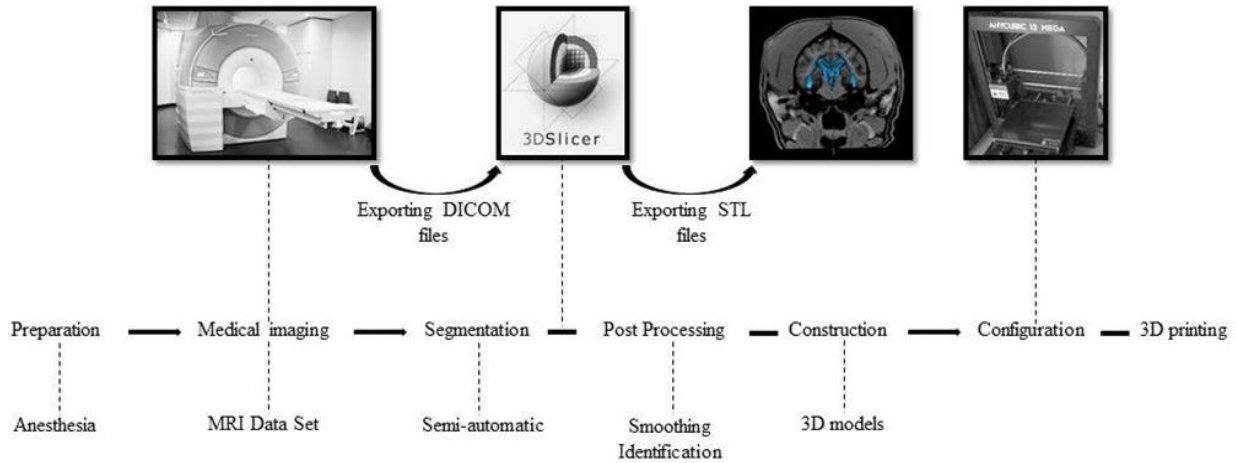 ANYCUBIC I3 MEGA
3DSlicer
Exporting DICOM
files
Exporting STL
files
Preparation
Medical imaging
Segmentation
Post Processing
Construction
Configuration
3D printing
Anesthesia
MRI Data Set
Semi-automatic
Smoothing
Identification
3D models